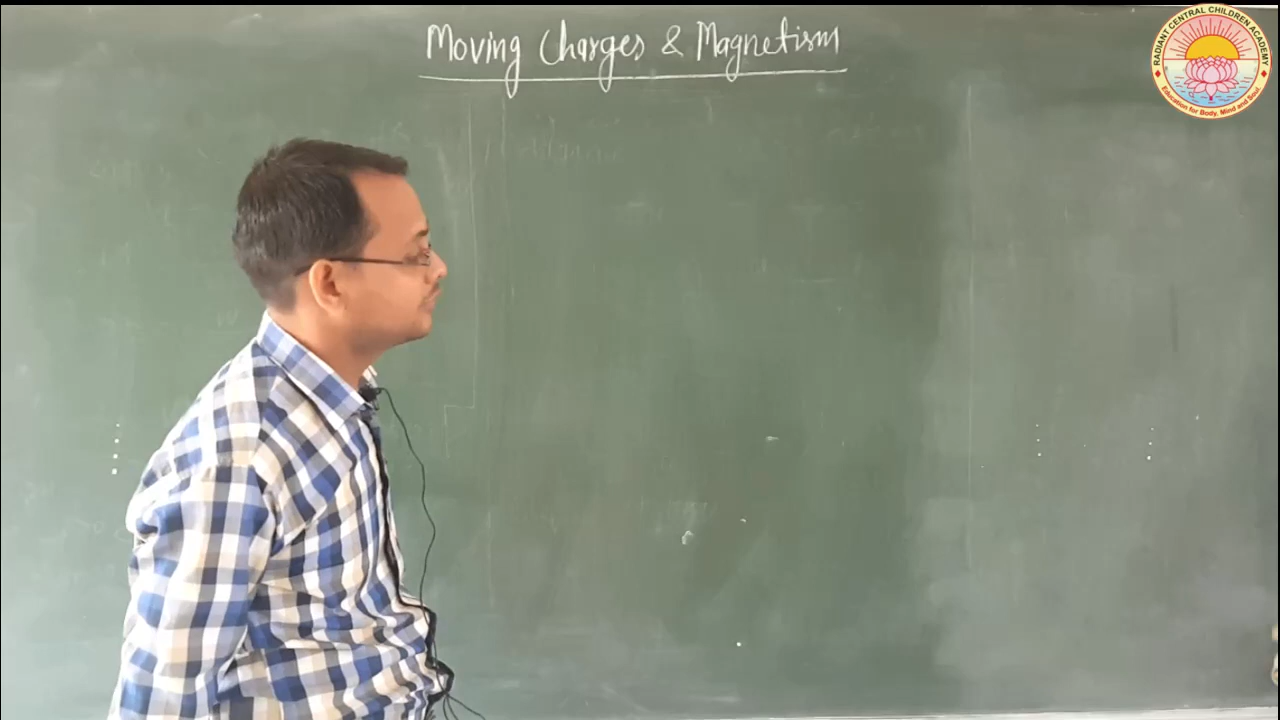 Moving Charges & Magnetism
RADIANT CENTRAL CHILDREN ACADEMY
Education for Body, Mind and Soul.